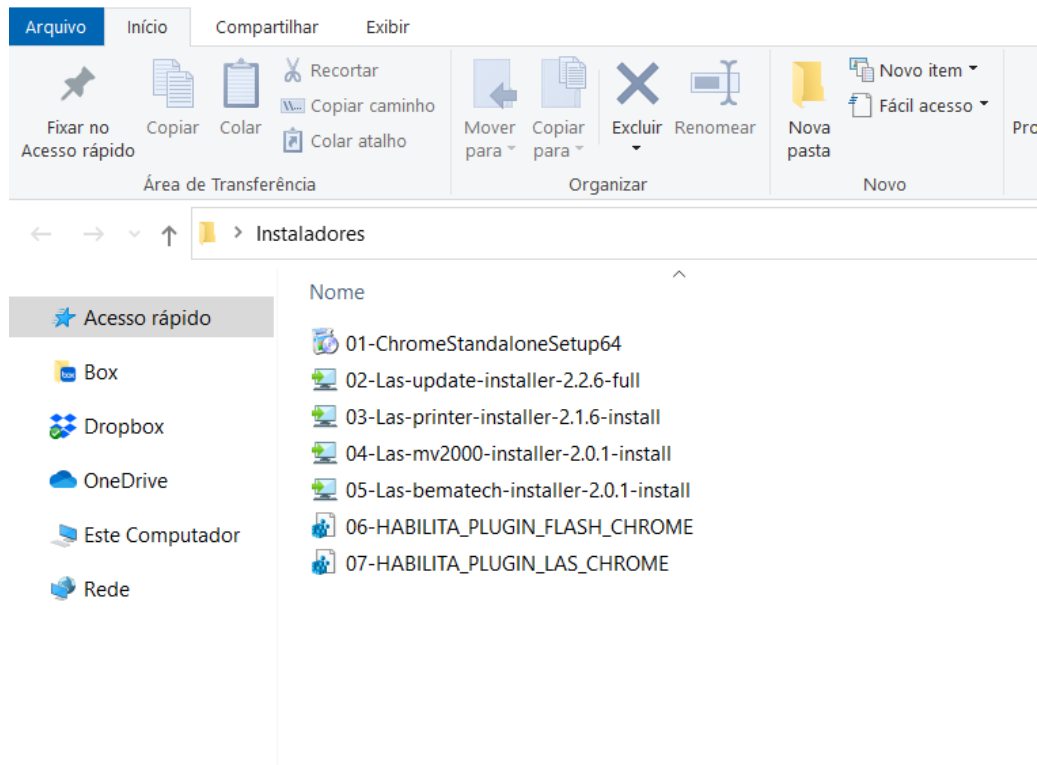 Arquivo Início Compartilhar Exibir
Recortar
Copiar caminho
Colar atalho
Fixar no
Acesso rápido
Copiar
Colar
Área de Transferência
Mover
para
Copiar
para
Excluir
Renomear
Organizar
Nova
pasta
Novo item
Fácil acesso
Novo
Pro
Instaladores
Acesso rápido
Box
Dropbox
OneDrive
Este Computador
Rede
Nome
01-ChromeStandaloneSetup64
02-Las-update-installer-2.2.6-full
03-Las-printer-installer-2.1.6-install
04-Las-mv2000-installer-2.0.1-install
05-Las-bematech-installer-2.0.1-install
06-HABILITA_PLUGIN_FLASH_CHROME
07-HABILITA_PLUGIN_LAS_CHROME